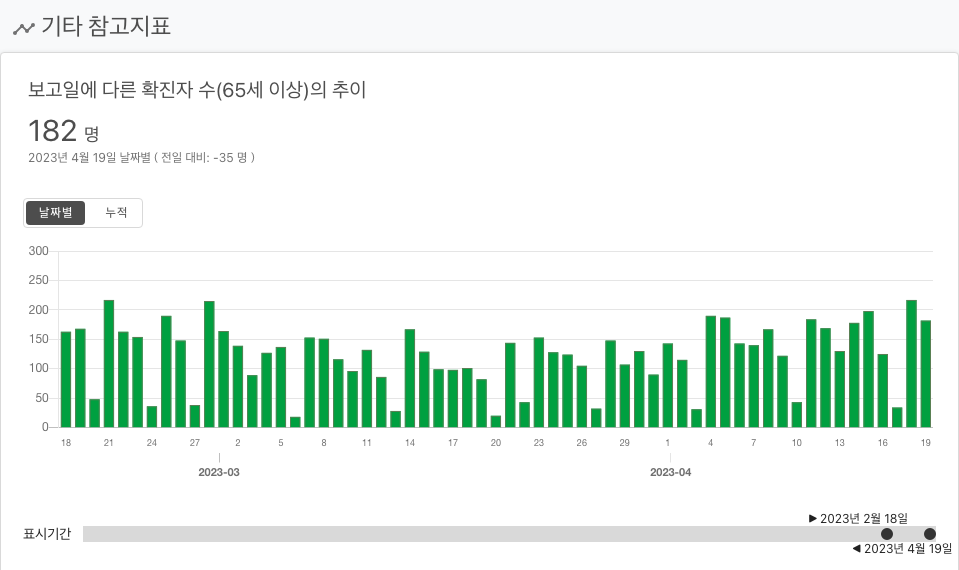 기타 참고지표
보고일에 다른 확진자 수(65세 이상)의 추이
182 명
2023년 4월 19일 날짜별 ( 전일 대비: -35 명 )
날짜별 누적
300
250
200
150
100
50
0
18 21 24 27 2 5 8 11 14 17 20 23 26 29 1 4 7 10 13 16 19
2023-03 2023-04
▶ 2023년 2월 18일
표시기간
◀ 2023년 4월 19일